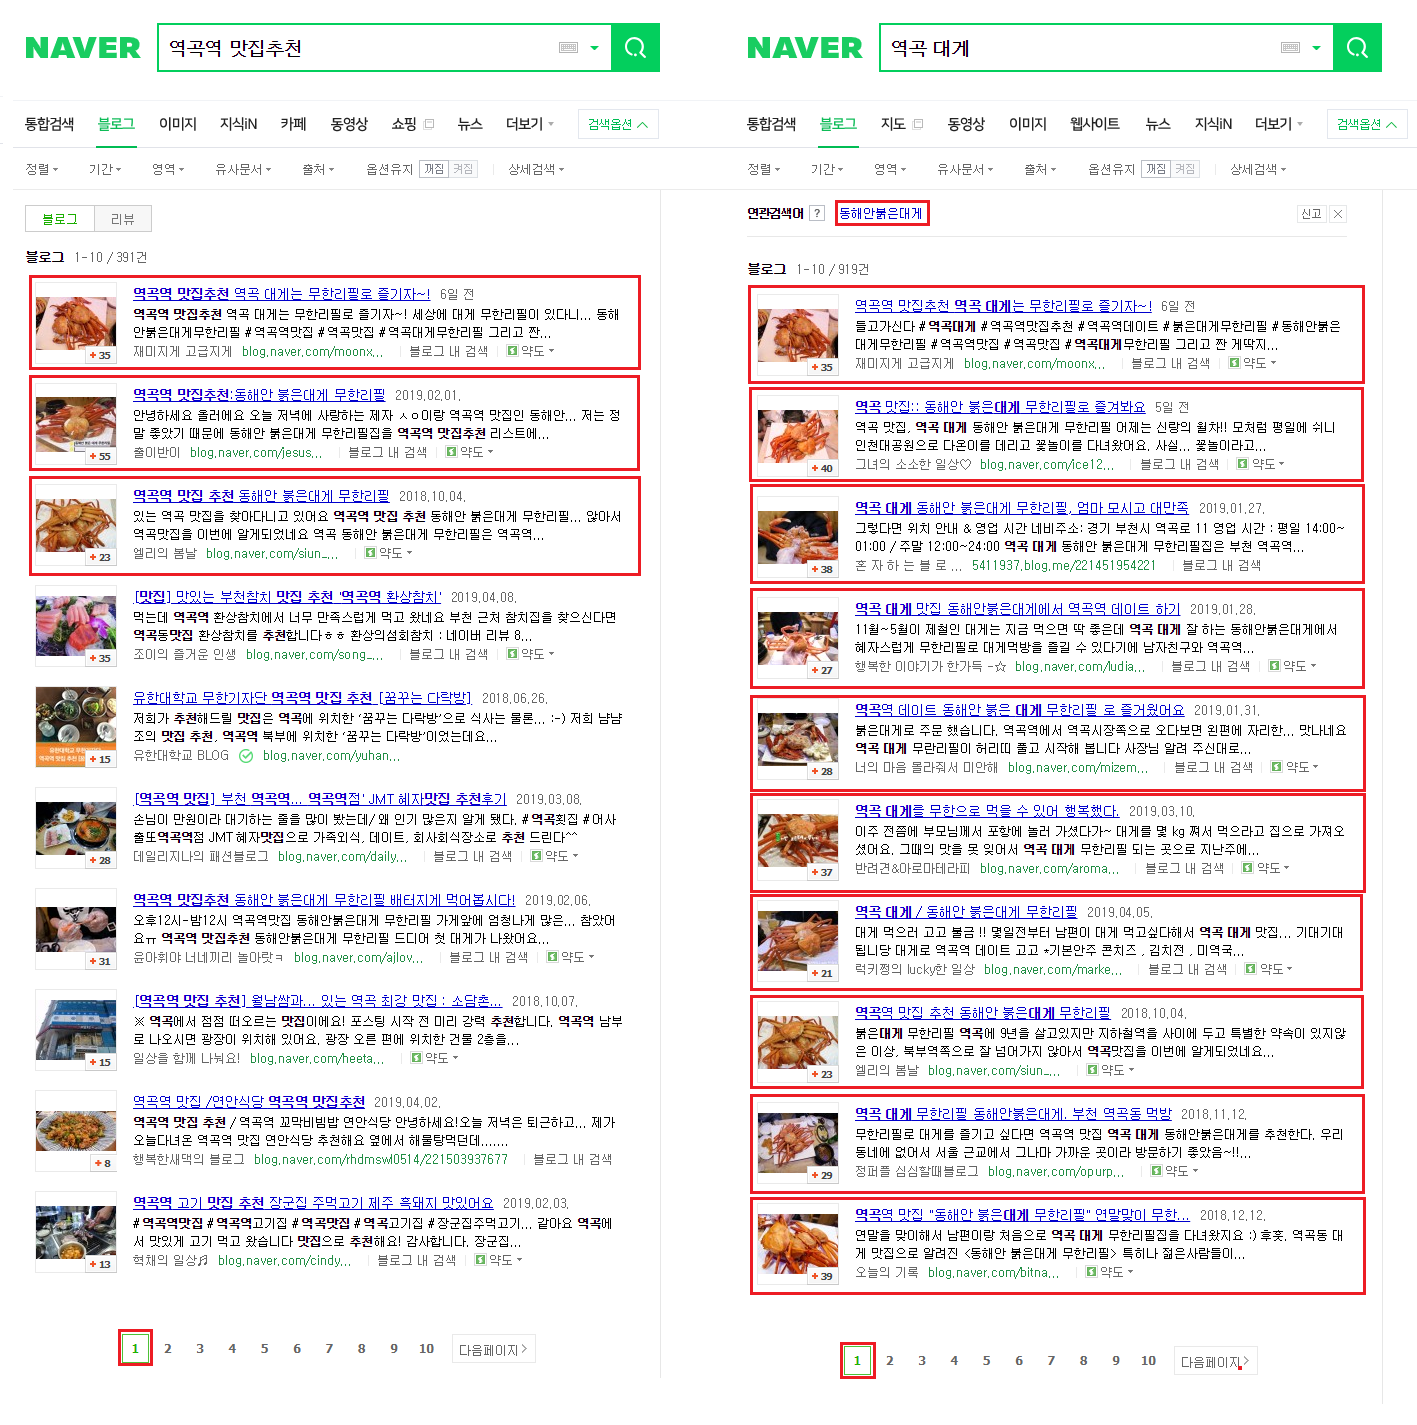 NAVER
역곡역 맛집추천
통합검색 블로그 이미지 지식iN 카페 동영상 쇼핑 뉴스 더보기 검색옵션
정렬 기간 영역 유사문서 출처 옵션유지 꺼짐 켜짐 상세검색
블로그 리뷰
블로그 1-10 / 391건
역곡역 맛집추천 역곡 대게는 무한리필로 즐기자~! 6일 전
역곡역 맛집추천 역곡 대게는 무한리필로 즐기자~! 세상에 대게 무한리필이 있다니... 동해
안붉은대게무한리필 #역곡역맛집 #역곡맛집 #역곡대게무한리필 그리고 짠...
+35
재미지게 고급지게 blog.naver.com/moonx... 블로그 내 검색 약도
역곡역 맛집추천:동해안 붉은대게 무한리필 2019.02.01.
안녕하세요 쥴러에요 오늘 저녁에 사랑하는 제자 ㅅㅇ이랑 역곡역 맛집인 동해안... 저는 정
말 좋았기 때문에 동해안 붉은대게 무한리필집을 역곡역 맛집추천 리스트에...
+55
쥴이반이 blog.naver.com/jesus... 블로그 내 검색 약도
역곡역 맛집 추천 동해안 붉은대게 무한리필 2018.10.04.
있는 역곡 맛집을 찾아다니고 있어요 역곡역 맛집 추천 동해안 붉은대게 무한리필... 않아서
역곡맛집을 이번에 알게되었네요 역곡 동해안 붉은대게 무한리필은 역곡역...
+23
엘리의 봄날 blog.naver.com/siun_... 약도
[맛집] 맛있는 부천참치 맛집 추천 '역곡역 환상참치' 2019.04.08.
먹는데 역곡역 환상참치에서 너무 만족스럽게 먹고 왔네요 부천 근처 참치집을 찾으신다면
역곡동맛집 환상참치를 추천합니다ㅎㅎ 환상의섬회참치 : 네이버 리뷰 8...
+35
조이의 즐거운 인생 blog.naver.com/song_... 블로그 내 검색 약도
유한대학교 무한기자단 역곡역 맛집 추천 [꿈꾸는 다락방] 2018.06.26.
저희가 추천해드릴 맛집은 역곡에 위치한 '꿈꾸는 다락방'으로 식사는 물론... :-) 저희 냠냠
조의 맛집 추천, 역곡역 북부에 위치한 '꿈꾸는 다락방'이었는데요...
+15
유한대학교 BLOG blog.naver.com/yuhan...
[역곡역 맛집] 부천 역곡역... 역곡역점' JMT 혜자맛집 추천후기 2019.03.08.
손님이 만원이라 대기하는 줄을 많이 봤는데/ 왜 인기 많은지 알게 됐다. #역곡횟집 #어사
출또역곡역점 JMT 혜자맛집으로 가족외식, 데이트, 회사회식장소로 추천 드린다^^
+28
데일리지나의 패션블로그 blog.naver.com/daily... 블로그 내 검색 약도
역곡역 맛집추천 동해안 붉은대게 무한리필 배터지게 먹어봅시다! 2019.02.06.
오후12시-밤12시 역곡역맛집 동해안붉은대게 무한리필 가게앞에 엄청나게 많은... 참았어
요ㅠ 역곡역 맛집추천 동해안붉은대게 무한리필 드디어 첫 대게가 나왔어요...
+31
윤아휘야 너네끼리 놀아랏ㅋ blog.naver.com/ajlov... 블로그 내 검색 약도
[역곡역 맛집 추천] 월남쌈과... 있는 역곡 최강 맛집 : 소담촌... 2018.10.07.
※ 역곡에서 점점 떠오르는 맛집이에요! 포스팅 시작 전 미리 강력 추천합니다. 역곡역 남부
로 나오시면 광장이 위치해 있어요. 광장 오른 편에 위치한 건물 2층을...
+15
일상을 함께 나눠요! blog.naver.com/heeta... 약도
역곡역 맛집 /연안식당 역곡역 맛집추천 2019.04.02.
역곡역 맛집 추천 / 역곡역 꼬막비빔밥 연안식당 안녕하세요!오늘 저녁은 퇴근하고... 제가
오늘다녀온 역곡역 맛집 연안식당 추천해요 옆에서 해물탕먹던데.......
+8
행복한새댁의 블로그 blog.naver.com/rhdmswl0514/221503937677 블로그 내 검색
역곡역 고기 맛집 추천 장군집 주먹고기 제주 흑돼지 맛있어요 2019.02.03.
#역곡역맛집 #역곡역고기집 #역곡맛집 #역곡고기집 #장군집주먹고기... 같아요 역곡에
서 맛있게 고기 먹고 왔습니다 맛집으로 추천해요! 감사합니다. 장군집...
+13
혁채의 일상♬ blog.naver.com/cindy... 블로그 내 검색 약도
1 2 3 4 5 6 7 8 9 10 다음페이지
NAVER
역곡 대게
통합검색 블로그 지도 동영상 이미지 웹사이트 뉴스 지식iN 더보기 검색옵션
정렬 기간 영역 유사문서 출처 옵션유지 꺼짐 켜짐 상세검색
연관검색어 ? 동해안붉은대게 신고
블로그 1-10 / 919건
역곡역 맛집추천 역곡 대게는 무한리필로 즐기자~! 6일 전
들고가신다 #역곡대게 #역곡역맛집추천 #역곡역데이트 #붉은대게무한리필 #동해안붉은
대게무한리필 #역곡역맛집 #역곡맛집 #역곡대게무한리필 그리고 짠 게딱지...
+35
재미지게 고급지게 blog.naver.com/moonx... 블로그 내 검색 약도
역곡 맛집:: 동해안 붉은대게 무한리필로 즐겨봐요 5일 전
역곡 맛집, 역곡 대게 동해안 붉은대게 무한리필 어제는 신랑의 월차!! 모처럼 평일에 쉬니
인천대공원으로 다온이를 데리고 꽃놀이를 다녀왔어요. 사실... 꽃놀이라고...
+40
그녀의 소소한 일상♡ blog.naver.com/ice12... 블로그 내 검색 약도
역곡 대게 동해안 붉은대게 무한리필, 엄마 모시고 대만족 2019.01.27.
그렇다면 위치 안내 & 영업 시간 네비주소: 경기 부천시 역곡로 11 영업 시간 : 평일 14:00~
01:00 / 주말 12:00~24:00 역곡 대게 동해안 붉은대게 무한리필집은 부천 역곡역...
+38
혼 자 하 는 블 로 ... 5411937.blog.me/221451954221 블로그 내 검색
역곡 대게 맛집 동해안붉은대게에서 역곡역 데이트 하기 2019.01.28.
11월~5월이 제철인 대게는 지금 먹으면 딱 좋은데 역곡 대게 잘 하는 동해안붉은대게에서
혜자스럽게 무한리필로 대게먹방을 즐길 수 있다기에 남자친구와 역곡역...
+27
행복한 이야기가 한가득 -☆ blog.naver.com/ludia... 블로그 내 검색 약도
역곡역 데이트 동해안 붉은 대게 무한리필 로 즐거웠어요 2019.01.31.
붉은대게로 주문 했습니다. 역곡역에서 역곡시장쪽으로 오다보면 왼편에 자리한... 맛나네요
역곡 대게 무란리필이 허리띠 풀고 시작해 봅니다 사장님 알려 주신대로...
+28
너의 마음 몰라줘서 미안해 blog.naver.com/mizem... 블로그 내 검색 약도
역곡 대게를 무한으로 먹을 수 있어 행복했다. 2019.03.10.
이주 전쯤에 부모님께서 포항에 놀러 가셨다가~ 대게를 몇 kg 쪄서 먹으라고 집으로 가져오
셨어요. 그때의 맛을 못 잊어서 역곡 대게 무한리필 되는 곳으로 지난주에...
+37
반려견&아로마테라피 blog.naver.com/aroma... 블로그 내 검색 약도
역곡 대게 / 동해안 붉은대게 무한리필 2019.04.05.
대게 먹으러 고고 불금 !! 몇일전부터 남편이 대게 먹고싶다해서 역곡 대게 맛집... 기대기대
됩니당 대게로 역곡역 데이트 고고 *기본안주 콘치즈 , 김치전 , 미역국...
+21
럭키쩡의 lucky한 일상 blog.naver.com/marke... 블로그 내 검색 약도
역곡역 맛집 추천 동해안 붉은대게 무한리필 2018.10.04.
붉은대게 무한리필 역곡에 9년을 살고있지만 지하철역을 사이에 두고 특별한 약속이 있지않
은 이상, 북부역쪽으로 잘 넘어가지 않아서 역곡맛집을 이번에 알게되었네요...
+23
엘리의 봄날 blog.naver.com/siun_... 약도
역곡 대게 무한리필 동해안붉은대게. 부천 역곡동 먹방 2018.11.12.
무한리필로 대게를 즐기고 싶다면 역곡역 맛집 역곡 대게 동해안붉은대게를 추천한다. 우리
동네에 없어서 서울 근교에서 그나마 가까운 곳이라 방문하기 좋았음~!!...
+29
정퍼플 심심할때블로그 blog.naver.com/opurp... 약도
역곡역 맛집 "동해안 붉은대게 무한리필" 연말맞이 무한... 2018.12.12.
연말을 맞이해서 남편이랑 처음으로 역곡 대게 무한리필집을 다녀왔지요 :) 후훗. 역곡동 대
게 맛집으로 알려진 <동해안 붉은대게 무한리필> 특히나 젊은사람들이...
+39
오늘의 기록 blog.naver.com/bitna... 약도
1 2 3 4 5 6 7 8 9 10 다음페이지